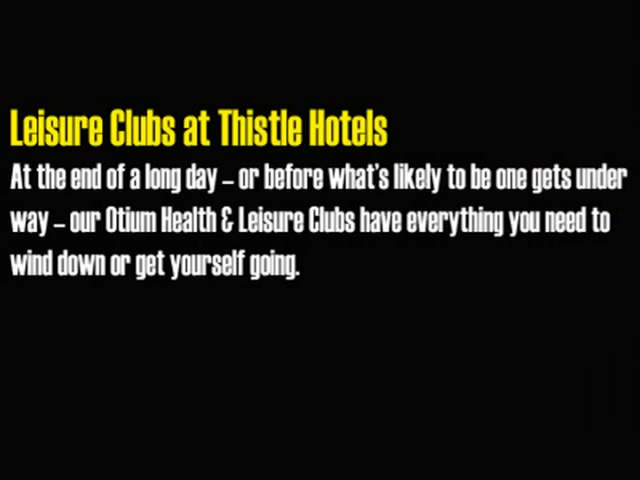 Leisure Clubs at Thistle Hotels
At the end of a long day – or before what's likely to be one gets under
way – our Otium Health & Leisure Clubs have everything you need to
wind down or get yourself going.